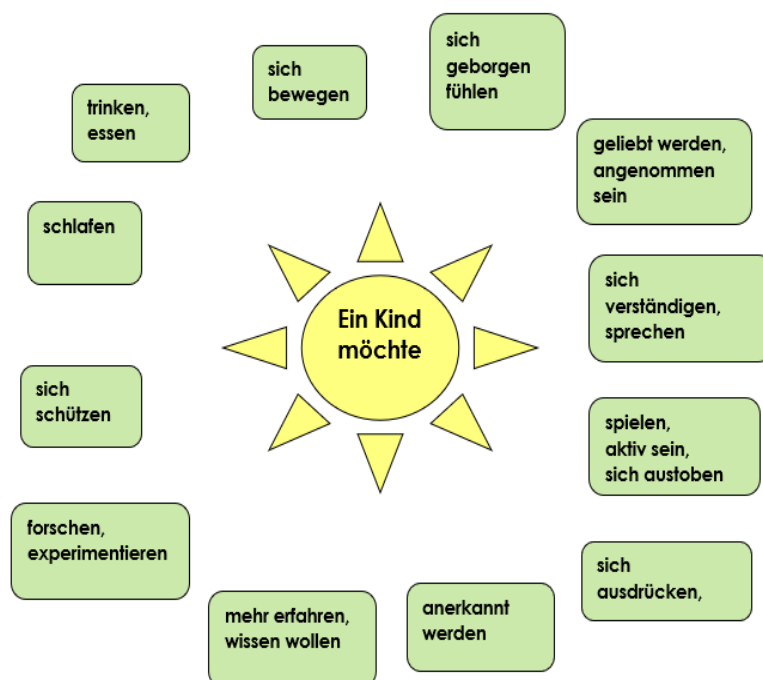 sich
bewegen
sich
geborgen
fühlen
trinken,
essen
geliebt werden,
angenommen
sein
schlafen
sich
verständigen,
sprechen
Ein Kind
möchte
sich
schützen
spielen,
aktiv sein,
sich austoben
forschen,
experimentieren
sich
ausdrücken,
mehr erfahren,
wissen wollen
anerkannt
werden